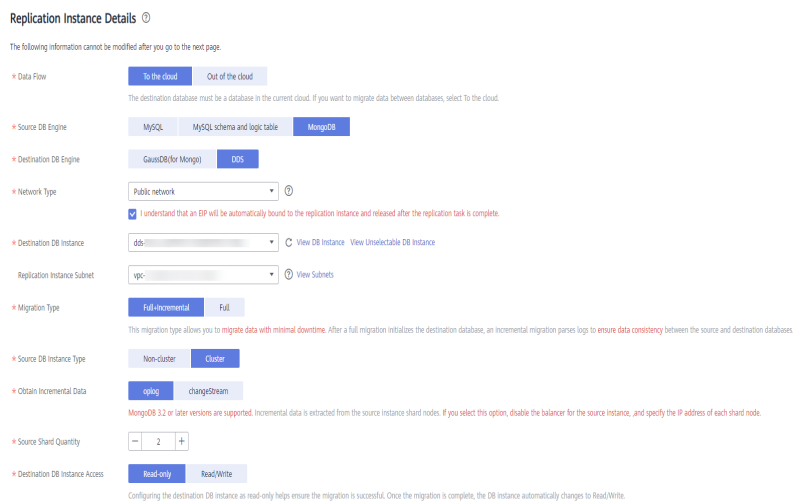 Replication Instance Details ?
The following information cannot be modified after you go to the next page.
* Data Flow To the cloud Out of the cloud
The destination database must be a database in the current cloud. If you want to migrate data between databases, select To the cloud.
* Source DB Engine MySQL MySQL schema and logic table MongoDB
* Destination DB Engine GaussDB(for Mongo) DDS
* Network Type Public network ?
I understand that an EIP will be automatically bound to the replication instance and released after the replication task is complete.
* Destination DB Instance dds- View DB Instance View Unselectable DB Instance
Replication Instance Subnet vpc- ? View Subnets
* Migration Type Full+Incremental Full
This migration type allows you to migrate data with minimal downtime. After a full migration initializes the destination database, an incremental migration parses logs to ensure data consistency between the source and destination databases.
* Source DB Instance Type Non-cluster Cluster
* Obtain Incremental Data oplog changeStream
MongoDB 3.2 or later versions are supported. Incremental data is extracted from the source instance shard nodes. If you select this option, disable the balancer for the source instance, ,and specify the IP address of each shard node.
* Source Shard Quantity − 2 +
* Destination DB Instance Access Read-only Read/Write
Configuring the destination DB instance as read-only helps ensure the migration is successful. Once the migration is complete, the DB instance automatically changes to Read/Write.